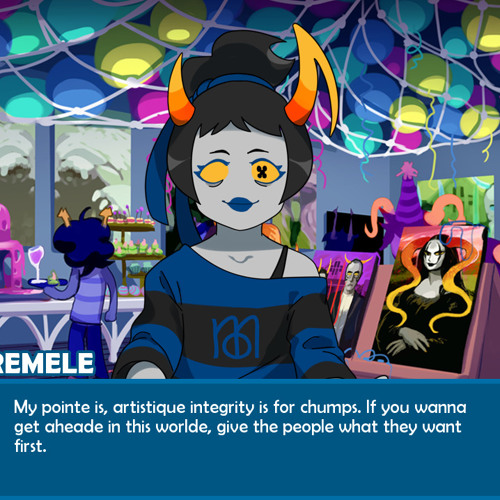 REMELE
My pointe is, artistique integrity is for chumps. If you wanna
get aheade in this worlde, give the people what they want
first.